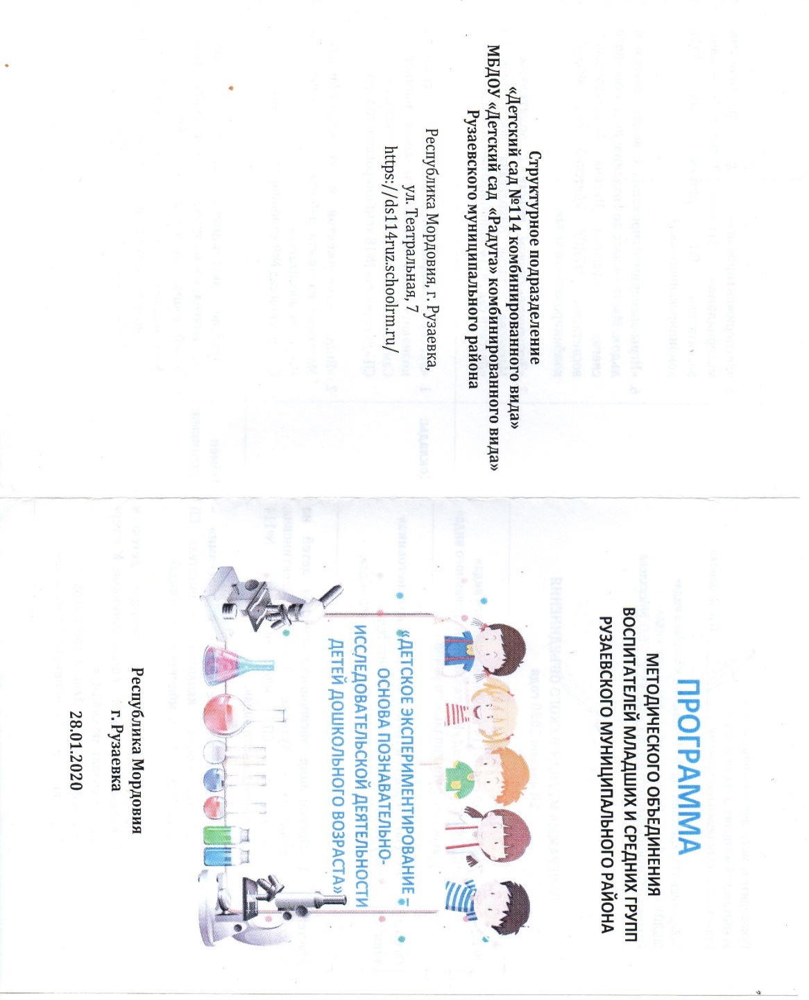 Структурное подразделение
«Детский сад №114 комбинированного вида»
МБДОУ «Детский сад «Радуга» комбинированного вида»
Рузаевского муниципального района
Республика Мордовия, г. Рузаевка,
ул. Театральная, 7
https://ds114ruz.schoolrm.ru/
ПРОГРАММА
МЕТОДИЧЕСКОГО ОБЪЕДИНЕНИЯ
ВОСПИТАТЕЛЕЙ МЛАДШИХ И СРЕДНИХ ГРУПП
РУЗАЕВСКОГО МУНИЦИПАЛЬНОГО РАЙОНА
«ДЕТСКОЕ ЭКСПЕРИМЕНТИРОВАНИЕ –
ОСНОВА ПОЗНАВАТЕЛЬНО-
ИССЛЕДОВАТЕЛЬСКОЙ ДЕЯТЕЛЬНОСТИ
ДЕТЕЙ ДОШКОЛЬНОГО ВОЗРАСТА»
Республика Мордовия
г. Рузаевка
28.01.2020